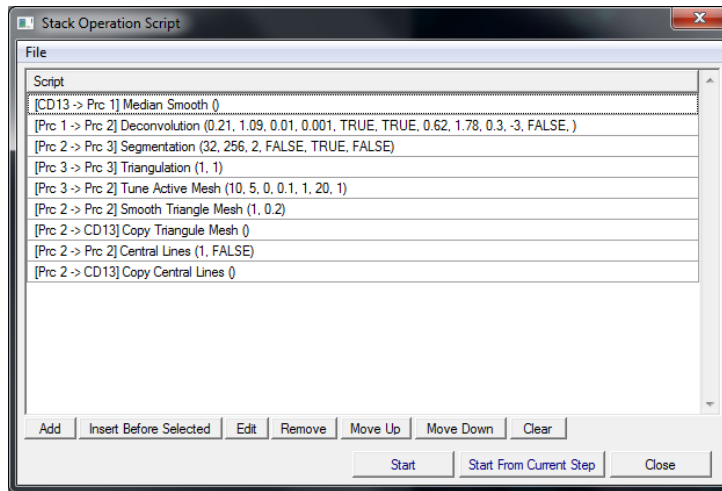 Stack Operation Script
File
Script
[CD13 -> Prc 1] Median Smooth ()
[Prc 1 -> Prc 2] Deconvolution (0.21, 1.09, 0.01, 0.001, TRUE, TRUE, 0.62, 1.78, 0.3, -3, FALSE, )
[Prc 2 -> Prc 3] Segmentation (32, 256, 2, FALSE, TRUE, FALSE)
[Prc 3 -> Prc 3] Triangulation (1, 1)
[Prc 3 -> Prc 2] Tune Active Mesh (10, 5, 0, 0.1, 1, 20, 1)
[Prc 2 -> Prc 2] Smooth Triangle Mesh (1, 0.2)
[Prc 2 -> CD13] Copy Triangule Mesh ()
[Prc 2 -> Prc 2] Central Lines (1, FALSE)
[Prc 2 -> CD13] Copy Central Lines ()
Add Insert Before Selected Edit Remove Move Up Move Down Clear
Start Start From Current Step Close